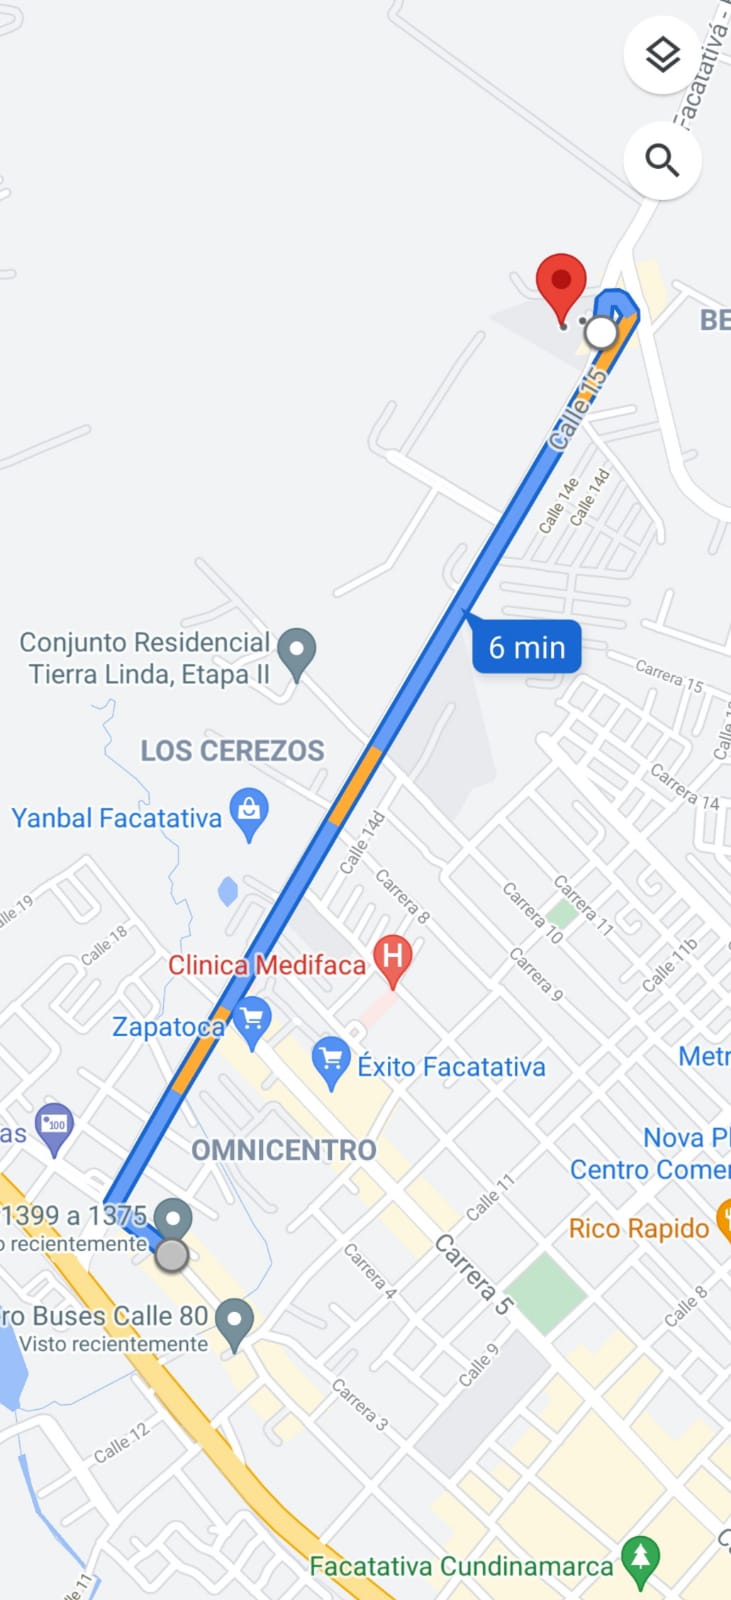 Facatativá -
BE
Calle 15
Calle 14e
Calle 14d
6 min
Conjunto Residencial
Tierra Linda, Etapa II
Carrera 15
LOS CEREZOS
Carrera 14
Yanbal Facatativa
Calle 14d
Carrera 8
Carrera 11
Carrera 10
Calle 18
Calle 11b
Clinica Medifaca
H
Carrera 9
Zapatoca
Éxito Facatativa
Metr
as
100
OMNICENTRO
Nova Pl
Centro Comer
Calle 11
1399 a 1375
o recientemente
Rico Rapido
Carrera 5
Carrera 4
Calle 8
ro Buses Calle 80
Visto recientemente
Calle 9
Carrera 3
Calle 12
Facatativa Cundinamarca
lle 11